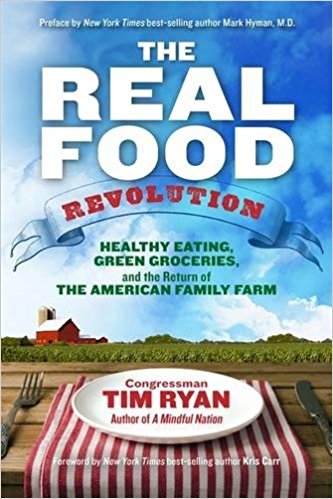 Preface by New York Times best-selling author Mark Hyman, M.D.
THE
REAL
FOOD
REVOLUTION
HEALTHY EATING,
GREEN GROCERIES,
and the Return of
THE AMERICAN FAMILY FARM
Congressman
TIM RYAN
Author of A Mindful Nation
Foreword by New York Times best-selling author Kris Carr